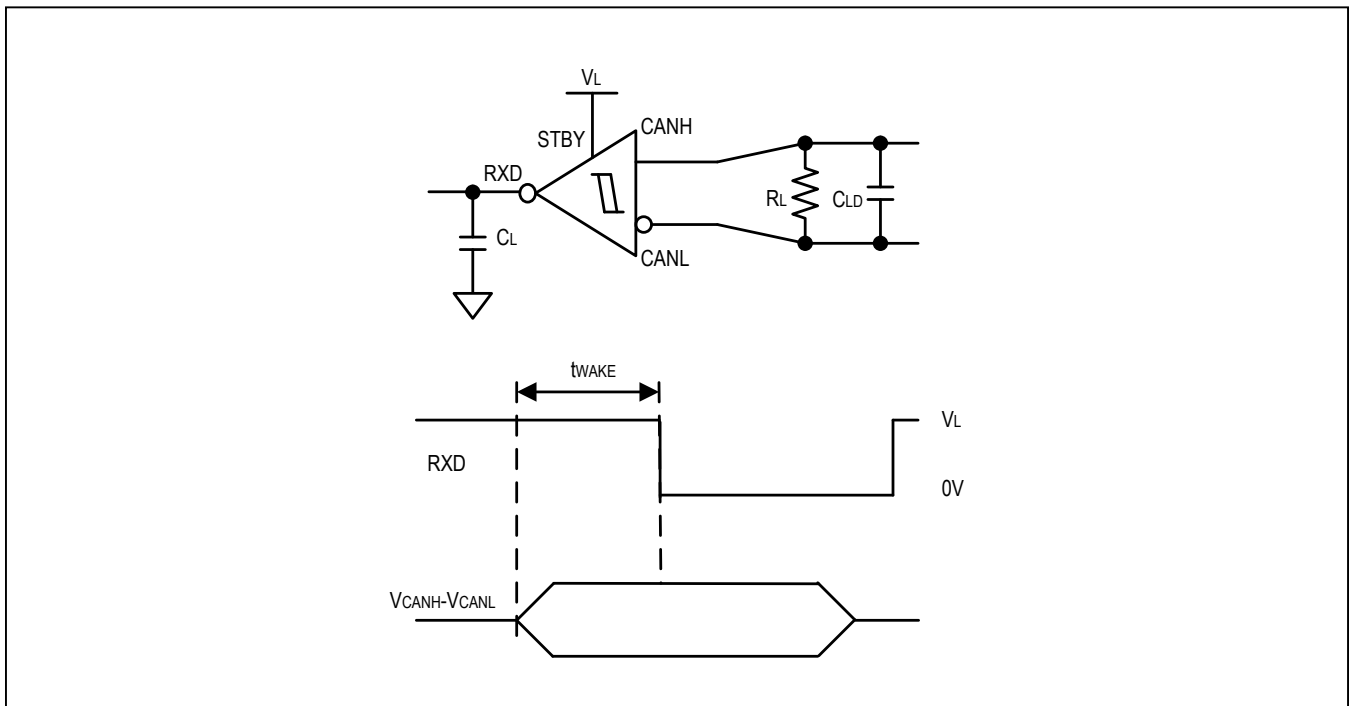 VL
STBY
CANH
RXD
RL
CLD
CL
CANL
tWAKE
VL
RXD
0V
VCANH-VCANL